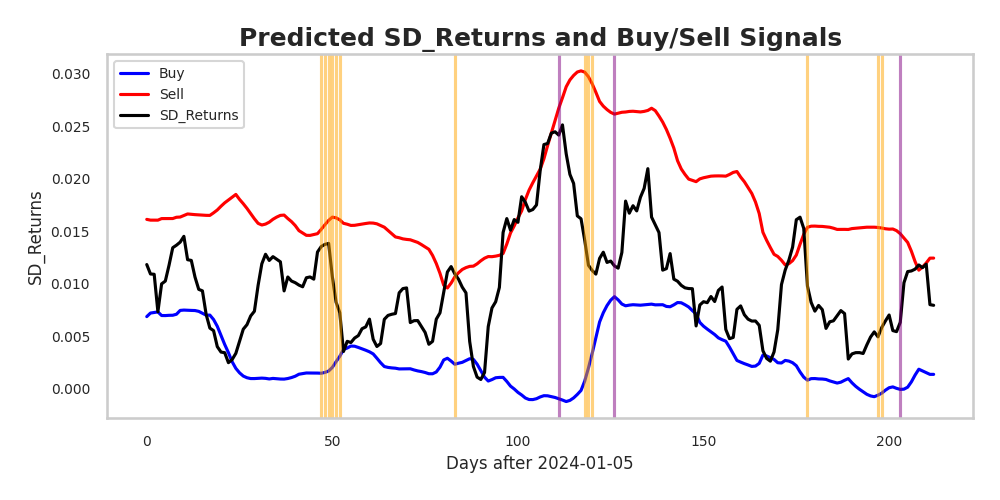 Predicted SD_Returns and Buy/Sell Signals
Buy
Sell
SD_Returns
0.030
0.025
0.020
0.015
0.010
0.005
0.000
SD_Returns
0
50
100
150
200
Days after 2024-01-05